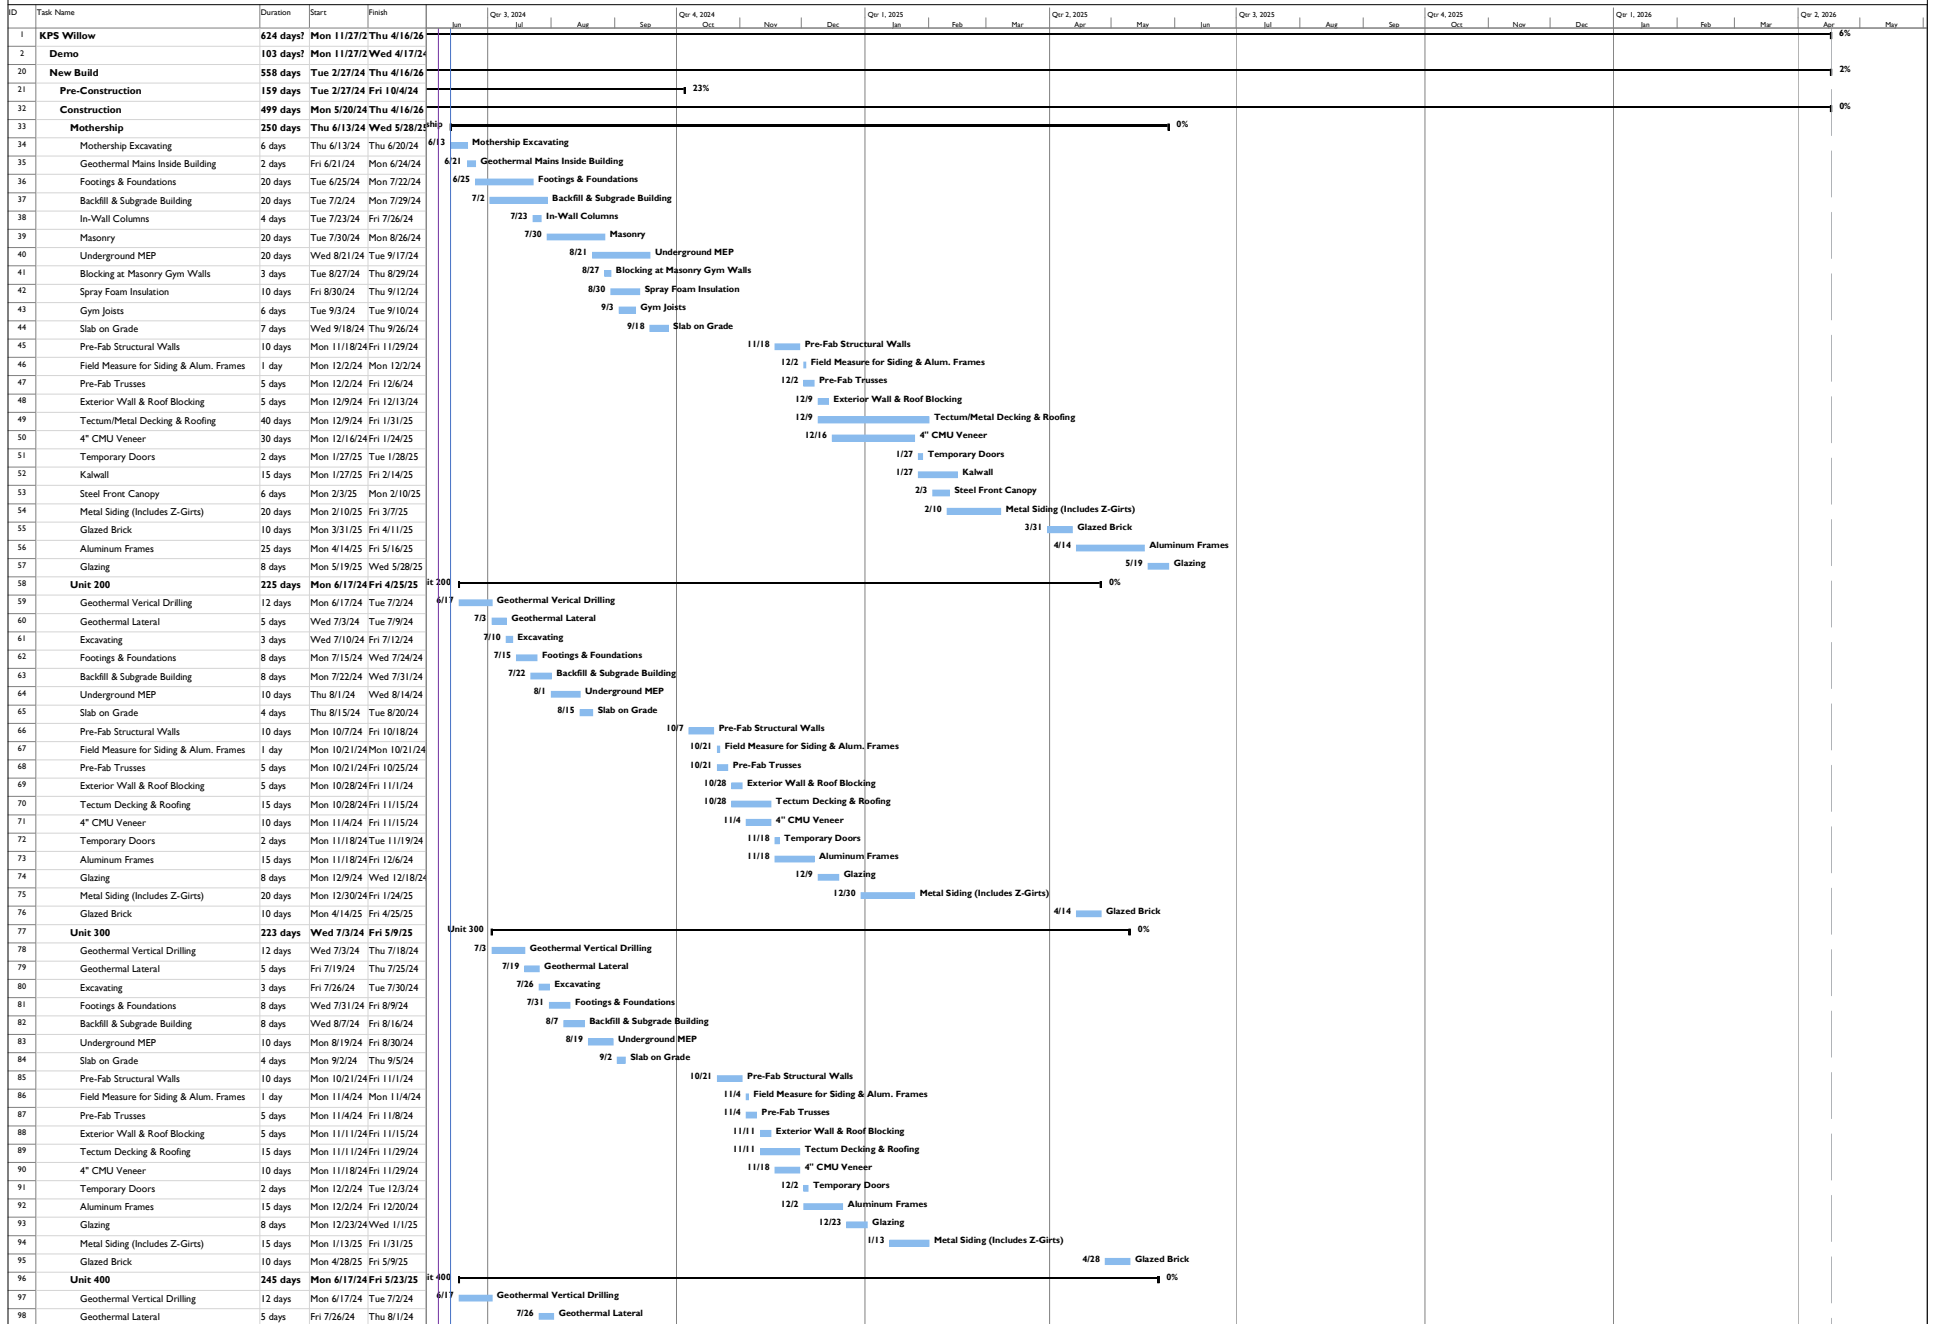 ID Task Name Duration Start Finish Qtr 3, 2024 Qtr 4, 2024 Qtr 1, 2025 Qtr 2, 2025 Qtr 3, 2025 Qtr 4, 2025 Qtr 1, 2026 Qtr 2, 2026
Jun Jul Aug Sep Oct Nov Dec Jan Feb Mar Apr May Jun Jul Aug Sep Oct Nov Dec Jan Feb Mar Apr May
1 KPS Willow 624 days? Mon 11/27/2 Thu 4/16/26 6%
2 Demo 103 days? Mon 11/27/2 Wed 4/17/24
20 New Build 558 days Tue 2/27/24 Thu 4/16/26 2%
21 Pre-Construction 159 days Tue 2/27/24 Fri 10/4/24 23%
32 Construction 499 days Mon 5/20/24 Thu 4/16/26 0%
33 Mothership 250 days Thu 6/13/24 Wed 5/28/25 ship 0%
34 Mothership Excavating 6 days Thu 6/13/24 Thu 6/20/24 6/13 Mothership Excavating
35 Geothermal Mains Inside Building 2 days Fri 6/21/24 Mon 6/24/24 6/21 Geothermal Mains Inside Building
36 Footings & Foundations 20 days Tue 6/25/24 Mon 7/22/24 6/25 Footings & Foundations
37 Backfill & Subgrade Building 20 days Tue 7/2/24 Mon 7/29/24 7/2 Backfill & Subgrade Building
38 In-Wall Columns 4 days Tue 7/23/24 Fri 7/26/24 7/23 In-Wall Columns
39 Masonry 20 days Tue 7/30/24 Mon 8/26/24 7/30 Masonry
40 Underground MEP 20 days Wed 8/21/24 Tue 9/17/24 8/21 Underground MEP
41 Blocking at Masonry Gym Walls 3 days Tue 8/27/24 Thu 8/29/24 8/27 Blocking at Masonry Gym Walls
42 Spray Foam Insulation 10 days Fri 8/30/24 Thu 9/12/24 8/30 Spray Foam Insulation
43 Gym Joists 6 days Tue 9/3/24 Tue 9/10/24 9/3 Gym Joists
44 Slab on Grade 7 days Wed 9/18/24 Thu 9/26/24 9/18 Slab on Grade
45 Pre-Fab Structural Walls 10 days Mon 11/18/24 Fri 11/29/24 11/18 Pre-Fab Structural Walls
46 Field Measure for Siding & Alum. Frames 1 day Mon 12/2/24 Mon 12/2/24 12/2 Field Measure for Siding & Alum. Frames
47 Pre-Fab Trusses 5 days Mon 12/2/24 Fri 12/6/24 12/2 Pre-Fab Trusses
48 Exterior Wall & Roof Blocking 5 days Mon 12/9/24 Fri 12/13/24 12/9 Exterior Wall & Roof Blocking
49 Tectum/Metal Decking & Roofing 40 days Mon 12/9/24 Fri 1/31/25 12/9 Tectum/Metal Decking & Roofing
50 4" CMU Veneer 30 days Mon 12/16/24 Fri 1/24/25 12/16 4" CMU Veneer
51 Temporary Doors 2 days Mon 1/27/25 Tue 1/28/25 1/27 Temporary Doors
52 Kalwall 15 days Mon 1/27/25 Fri 2/14/25 1/27 Kalwall
53 Steel Front Canopy 6 days Mon 2/3/25 Mon 2/10/25 2/3 Steel Front Canopy
54 Metal Siding (Includes Z-Girts) 20 days Mon 2/10/25 Fri 3/7/25 2/10 Metal Siding (Includes Z-Girts)
55 Glazed Brick 10 days Mon 3/31/25 Fri 4/11/25 3/31 Glazed Brick
56 Aluminum Frames 25 days Mon 4/14/25 Fri 5/16/25 4/14 Aluminum Frames
57 Glazing 8 days Mon 5/19/25 Wed 5/28/25 5/19 Glazing
58 Unit 200 225 days Mon 6/17/24 Fri 4/25/25 it 200 0%
59 Geothermal Verical Drilling 12 days Mon 6/17/24 Tue 7/2/24 6/17 Geothermal Verical Drilling
60 Geothermal Lateral 5 days Wed 7/3/24 Tue 7/9/24 7/3 Geothermal Lateral
61 Excavating 3 days Wed 7/10/24 Fri 7/12/24 7/10 Excavating
62 Footings & Foundations 8 days Mon 7/15/24 Wed 7/24/24 7/15 Footings & Foundations
63 Backfill & Subgrade Building 8 days Mon 7/22/24 Wed 7/31/24 7/22 Backfill & Subgrade Building
64 Underground MEP 10 days Thu 8/1/24 Wed 8/14/24 8/1 Underground MEP
65 Slab on Grade 4 days Thu 8/15/24 Tue 8/20/24 8/15 Slab on Grade
66 Pre-Fab Structural Walls 10 days Mon 10/7/24 Fri 10/18/24 10/7 Pre-Fab Structural Walls
67 Field Measure for Siding & Alum. Frames 1 day Mon 10/21/24 Mon 10/21/24 10/21 Field Measure for Siding & Alum. Frames
68 Pre-Fab Trusses 5 days Mon 10/21/24 Fri 10/25/24 10/21 Pre-Fab Trusses
69 Exterior Wall & Roof Blocking 5 days Mon 10/28/24 Fri 11/1/24 10/28 Exterior Wall & Roof Blocking
70 Tectum Decking & Roofing 15 days Mon 10/28/24 Fri 11/15/24 10/28 Tectum Decking & Roofing
71 4" CMU Veneer 10 days Mon 11/4/24 Fri 11/15/24 11/4 4" CMU Veneer
72 Temporary Doors 2 days Mon 11/18/24 Tue 11/19/24 11/18 Temporary Doors
73 Aluminum Frames 15 days Mon 11/18/24 Fri 12/6/24 11/18 Aluminum Frames
74 Glazing 8 days Mon 12/9/24 Wed 12/18/24 12/9 Glazing
75 Metal Siding (Includes Z-Girts) 20 days Mon 12/30/24 Fri 1/24/25 12/30 Metal Siding (Includes Z-Girts)
76 Glazed Brick 10 days Mon 4/14/25 Fri 4/25/25 4/14 Glazed Brick
77 Unit 300 223 days Wed 7/3/24 Fri 5/9/25 Unit 300 0%
78 Geothermal Vertical Drilling 12 days Wed 7/3/24 Thu 7/18/24 7/3 Geothermal Vertical Drilling
79 Geothermal Lateral 5 days Fri 7/19/24 Thu 7/25/24 7/19 Geothermal Lateral
80 Excavating 3 days Fri 7/26/24 Tue 7/30/24 7/26 Excavating
81 Footings & Foundations 8 days Wed 7/31/24 Fri 8/9/24 7/31 Footings & Foundations
82 Backfill & Subgrade Building 8 days Wed 8/7/24 Fri 8/16/24 8/7 Backfill & Subgrade Building
83 Underground MEP 10 days Mon 8/19/24 Fri 8/30/24 8/19 Underground MEP
84 Slab on Grade 4 days Mon 9/2/24 Thu 9/5/24 9/2 Slab on Grade
85 Pre-Fab Structural Walls 10 days Mon 10/21/24 Fri 11/1/24 10/21 Pre-Fab Structural Walls
86 Field Measure for Siding & Alum. Frames 1 day Mon 11/4/24 Mon 11/4/24 11/4 Field Measure for Siding & Alum. Frames
87 Pre-Fab Trusses 5 days Mon 11/4/24 Fri 11/8/24 11/4 Pre-Fab Trusses
88 Exterior Wall & Roof Blocking 5 days Mon 11/11/24 Fri 11/15/24 11/11 Exterior Wall & Roof Blocking
89 Tectum Decking & Roofing 15 days Mon 11/11/24 Fri 11/29/24 11/11 Tectum Decking & Roofing
90 4" CMU Veneer 10 days Mon 11/18/24 Fri 11/29/24 11/18 4" CMU Veneer
91 Temporary Doors 2 days Mon 12/2/24 Tue 12/3/24 12/2 Temporary Doors
92 Aluminum Frames 15 days Mon 12/2/24 Fri 12/20/24 12/2 Aluminum Frames
93 Glazing 8 days Mon 12/23/24 Wed 1/1/25 12/23 Glazing
94 Metal Siding (Includes Z-Girts) 15 days Mon 1/13/25 Fri 1/31/25 1/13 Metal Siding (Includes Z-Girts)
95 Glazed Brick 10 days Mon 4/28/25 Fri 5/9/25 4/28 Glazed Brick
96 Unit 400 245 days Mon 6/17/24 Fri 5/23/25 it 400 0%
97 Geothermal Vertical Drilling 12 days Mon 6/17/24 Tue 7/2/24 6/17 Geothermal Vertical Drilling
98 Geothermal Lateral 5 days Fri 7/26/24 Thu 8/1/24 7/26 Geothermal Lateral